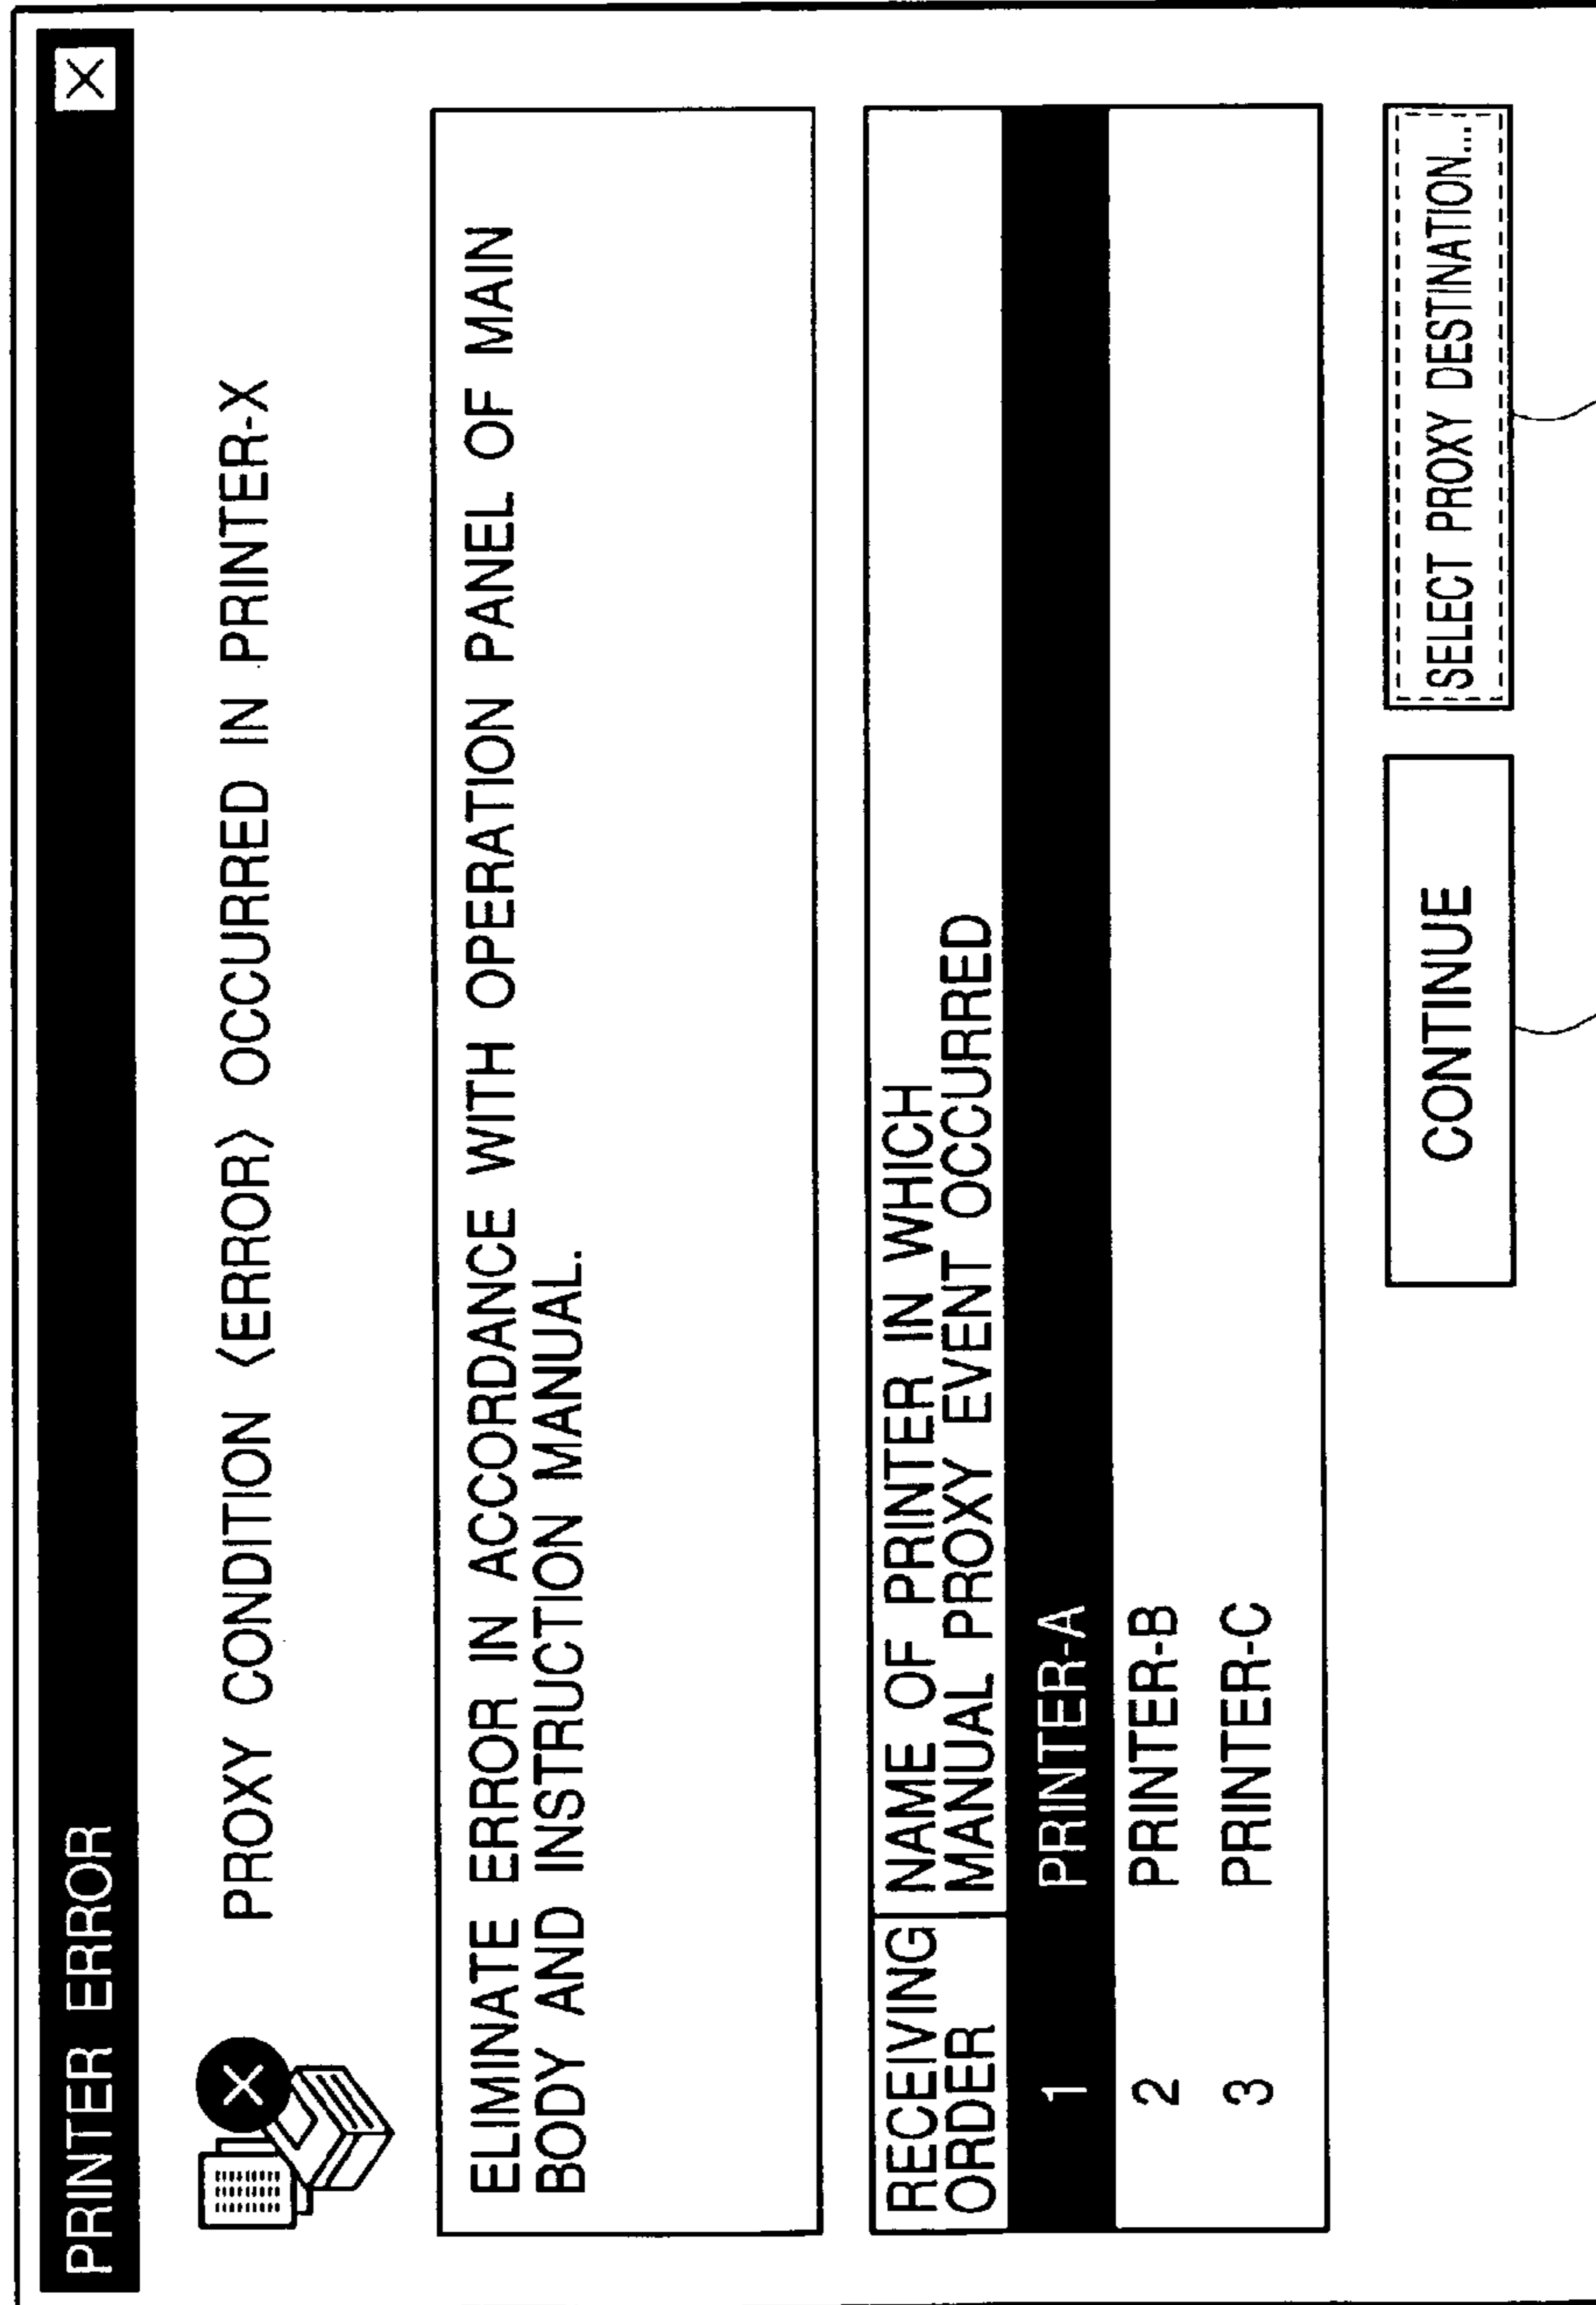 PRINTER ERROR
PROXY CONDITION <ERROR> OCCURRED IN PRINTER-X
ELIMINATE ERROR IN ACCORDANCE WITH OPERATION PANEL OF MAIN
BODY AND INSTRUCTION MANUAL.
RECEIVING
ORDER
NAME OF PRINTER IN WHICH
MANUAL PROXY EVENT OCCURRED
1 PRINTER-A
2 PRINTER-B
3 PRINTER-C
CONTINUE
SELECT PROXY DESTINATION...